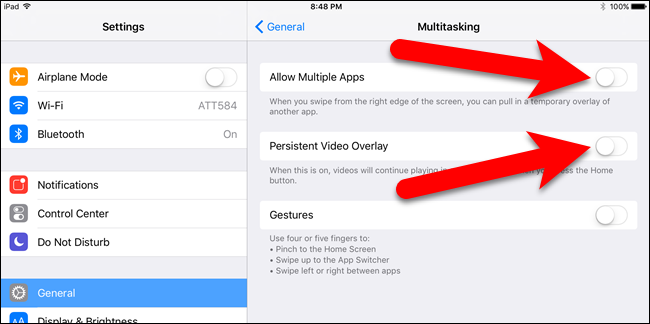 iPad 8:48 PM 100%
Settings
General Multitasking
Airplane Mode
Wi-Fi ATT584
Bluetooth On
Notifications
Control Center
Do Not Disturb
General
Display & Brightness
Allow Multiple Apps
When you swipe from the right edge of the screen, you can pull in a temporary overlay of
another app.
Persistent Video Overlay
When this is on, videos will continue playing the Home
button.
Gestures
Use four or five fingers to:
• Pinch to the Home Screen
• Swipe up to the App Switcher
• Swipe left or right between apps